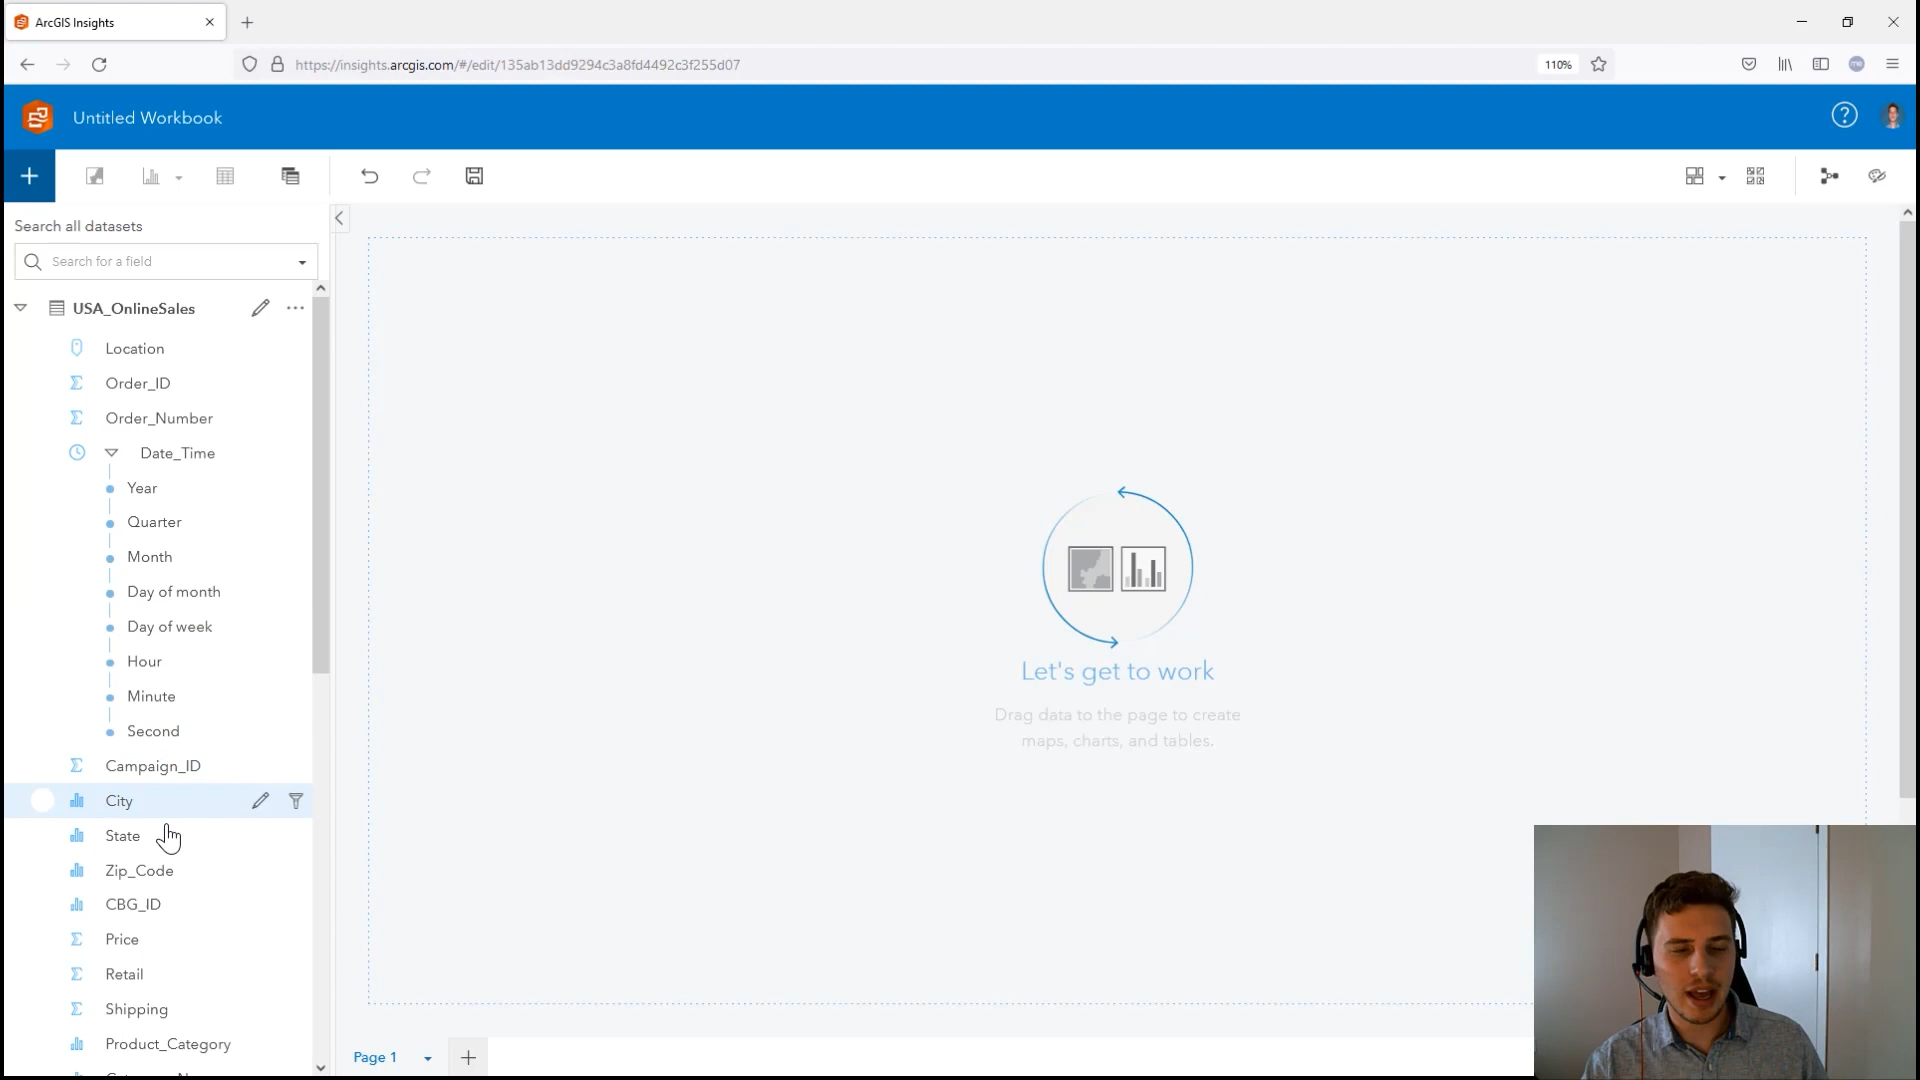 ArcGIS Insights
https://insights.arcgis.com/#/edit/135ab13dd9294c3a8fd4492c3f255d07
110%
Untitled Workbook
Search all datasets
Search for a field
USA_OnlineSales
Location
Order_ID
Order_Number
Date_Time
Year
Quarter
Month
Day of month
Day of week
Hour
Minute
Second
Campaign_ID
City
State
Zip_Code
CBG_ID
Price
Retail
Shipping
Product_Category
Let's get to work
Drag data to the page to create
maps, charts, and tables.
Page 1